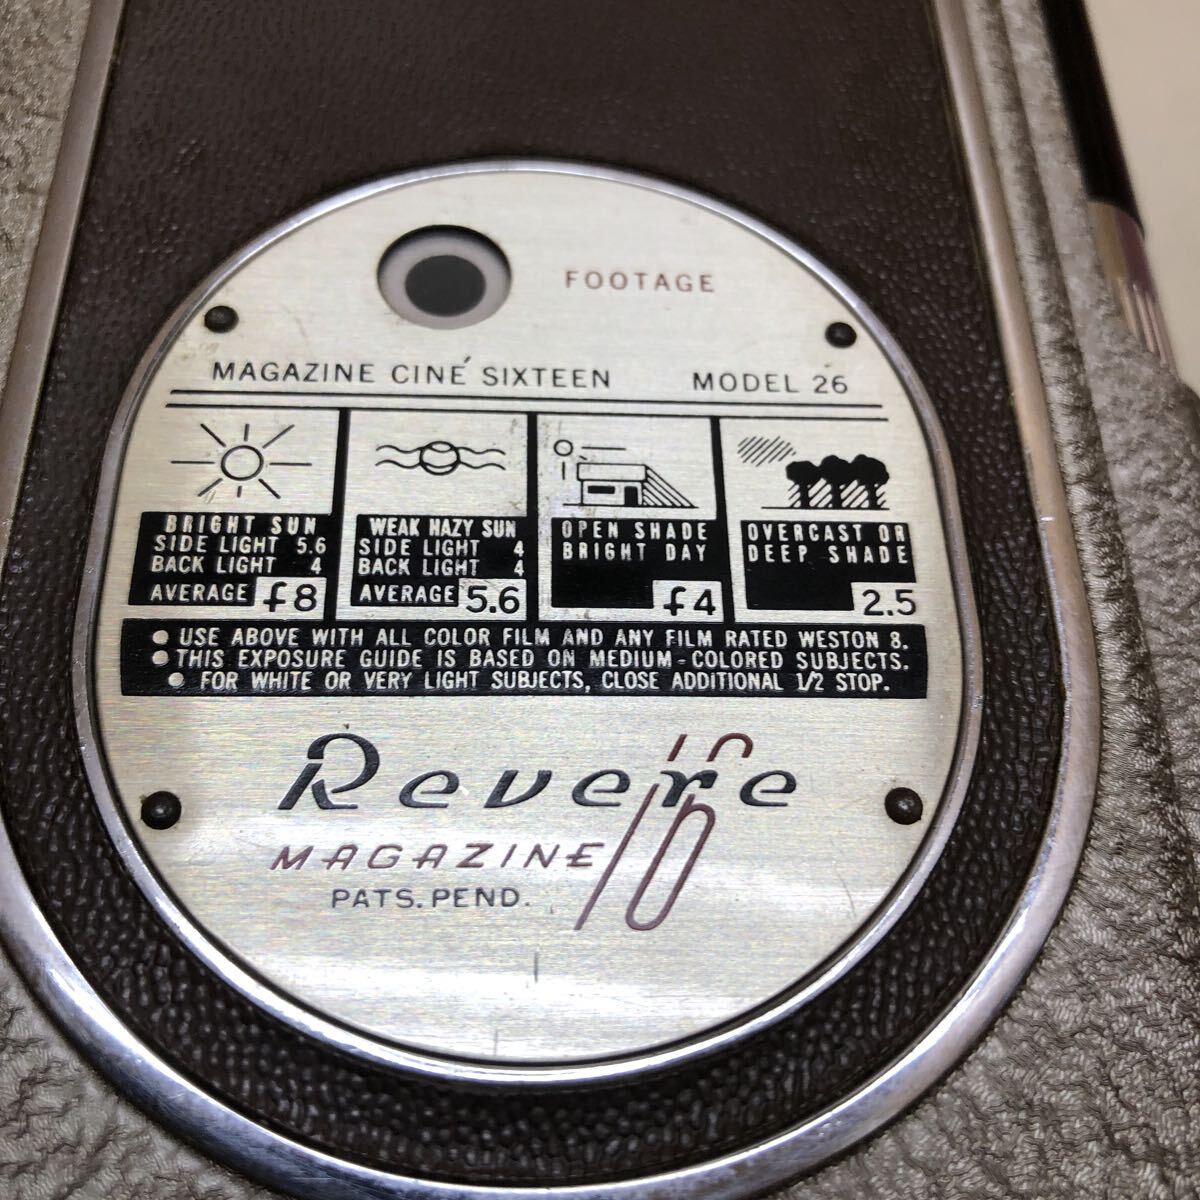 FOOTAGE
MAGAZINE CINÉ SIXTEEN MODEL 26
BRIGHT SUN
SIDE LIGHT 5.6
BACK LIGHT 4
AVERAGE f8
WEAK HAZY SUN
SIDE LIGHT 4
BACK LIGHT 4
AVERAGE 5.6
OPEN SHADE
BRIGHT DAY
f4
OVERCAST OR
DEEP SHADE
2.5
• USE ABOVE WITH ALL COLOR FILM AND ANY FILM RATED WESTON 8.
• THIS EXPOSURE GUIDE IS BASED ON MEDIUM-COLORED SUBJECTS.
• FOR WHITE OR VERY LIGHT SUBJECTS, CLOSE ADDITIONAL 1/2 STOP.
Revere
MAGAZINE 16
PATS. PEND.